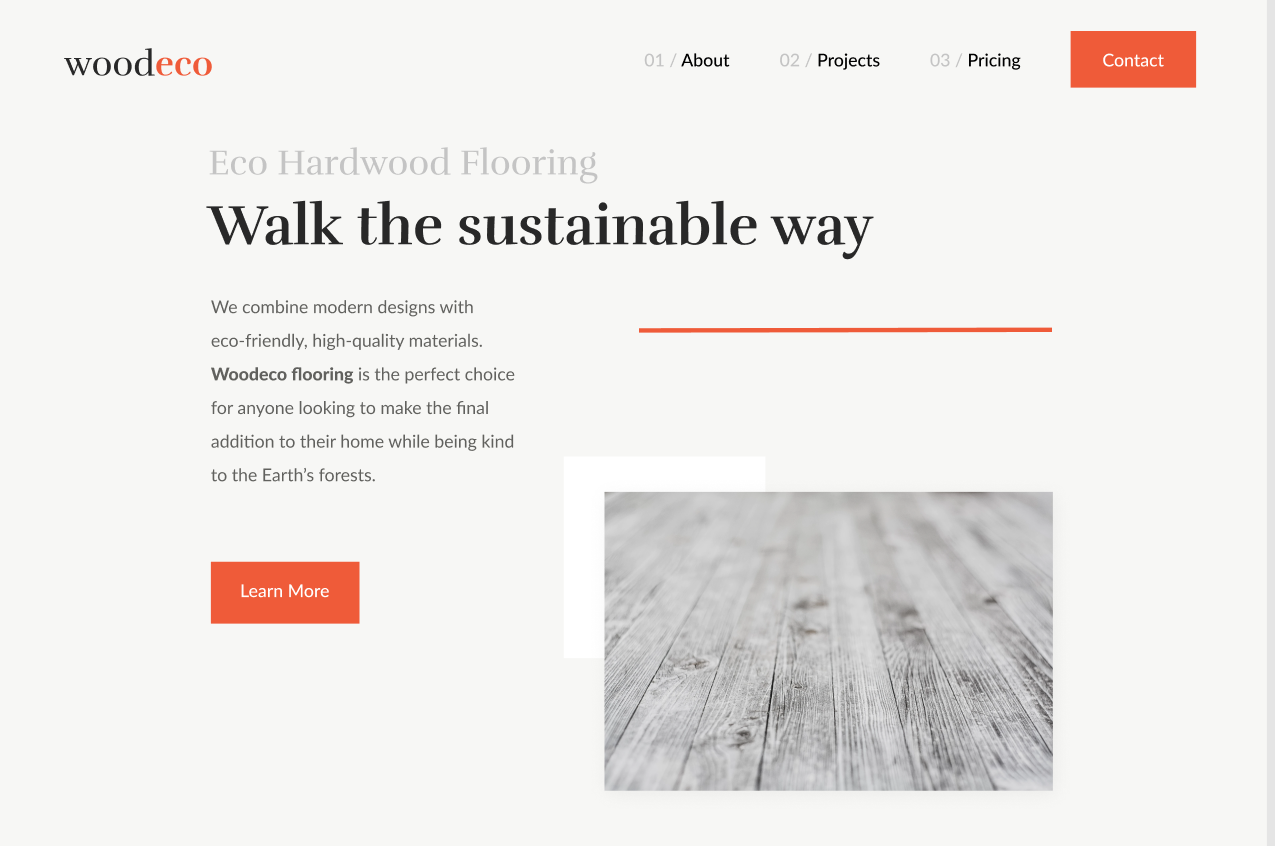 woodeco
01 / About 02 / Projects 03 / Pricing Contact
Eco Hardwood Flooring
Walk the sustainable way
We combine modern designs with
eco-friendly, high-quality materials.
Woodeco flooring is the perfect choice
for anyone looking to make the final
addition to their home while being kind
to the Earth’s forests.
Learn More